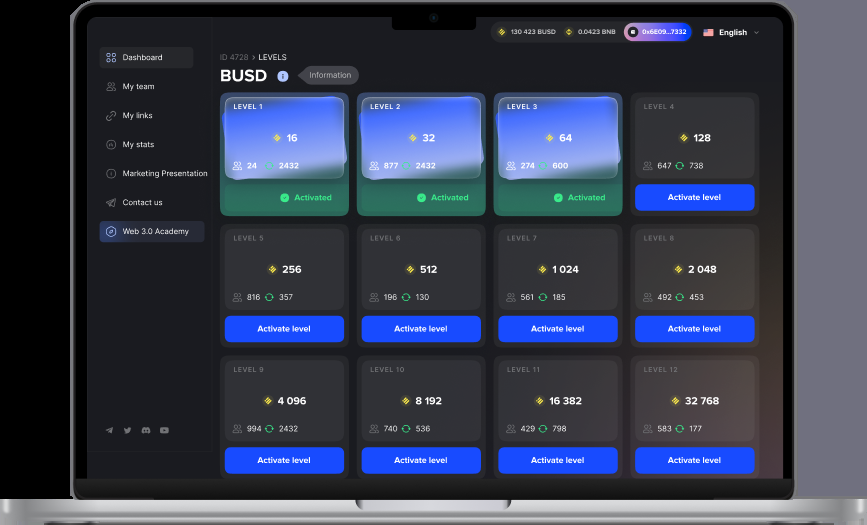 130 423 BUSD 0.0423 BNB 0x6E09...7332 English
Dashboard
My team
My links
My stats
Marketing Presentation
Contact us
Web 3.0 Academy
ID 4728 > LEVELS
BUSD Information
LEVEL 1 LEVEL 2 LEVEL 3 LEVEL 4
16 32 64 128
24 2432 877 2432 274 600 647 738
Activated Activated Activated Activate level
LEVEL 5 LEVEL 6 LEVEL 7 LEVEL 8
256 512 1 024 2 048
816 357 196 130 561 185 492 453
Activate level Activate level Activate level Activate level
LEVEL 9 LEVEL 10 LEVEL 11 LEVEL 12
4 096 8 192 16 382 32 768
994 2432 740 536 429 798 583 177
Activate level Activate level Activate level Activate level